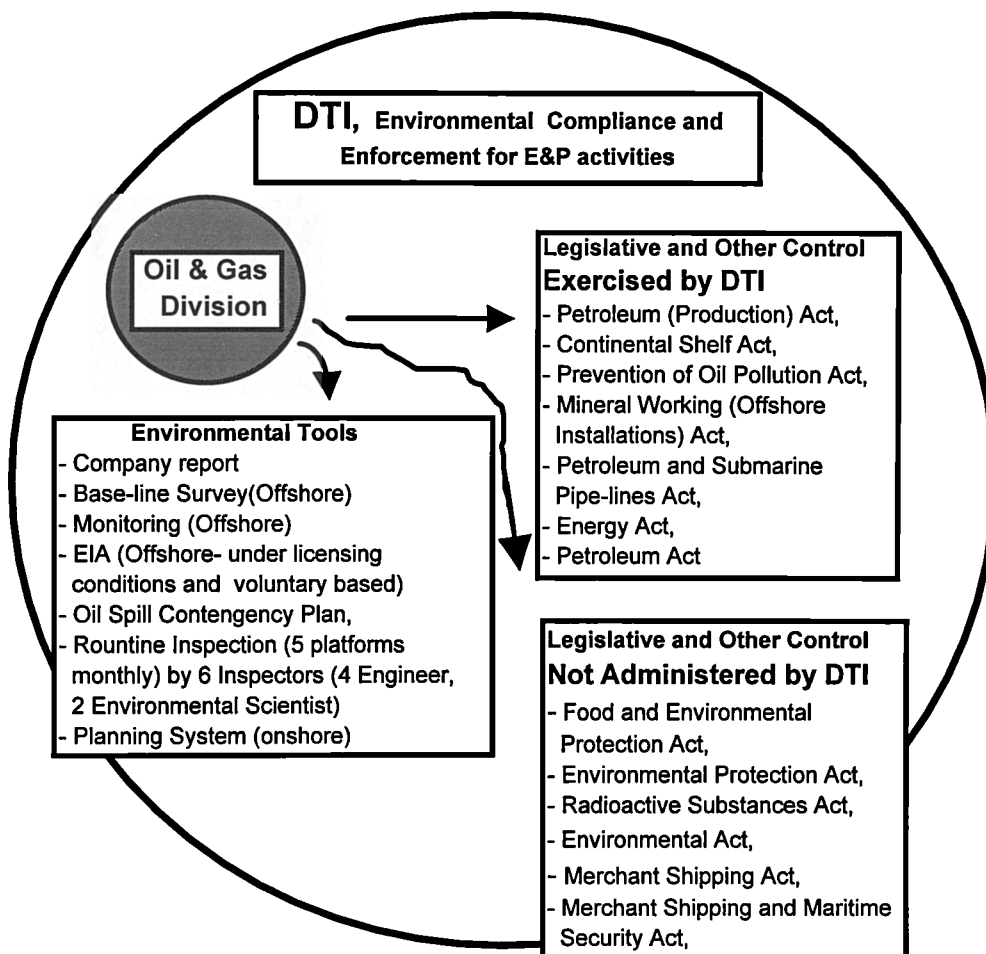 DTI, Environmental Compliance and
Enforcement for E&P activities
Oil & Gas
Division
Legislative and Other Control
Exercised by DTI
- Petroleum (Production) Act,
- Continental Shelf Act,
- Prevention of Oil Pollution Act,
- Mineral Working (Offshore
Installations) Act,
- Petroleum and Submarine
Pipe-lines Act,
- Energy Act,
- Petroleum Act
Environmental Tools
- Company report
- Base-line Survey(Offshore)
- Monitoring (Offshore)
- EIA (Offshore- under licensing
conditions and voluntary based)
- Oil Spill Contengency Plan,
- Rountine Inspection (5 platforms
monthly) by 6 Inspectors (4 Engineer,
2 Environmental Scientist)
- Planning System (onshore)
Legislative and Other Control
Not Administered by DTI
- Food and Environmental
Protection Act,
- Environmental Protection Act,
- Radioactive Substances Act,
- Environmental Act,
- Merchant Shipping Act,
- Merchant Shipping and Maritime
Security Act,